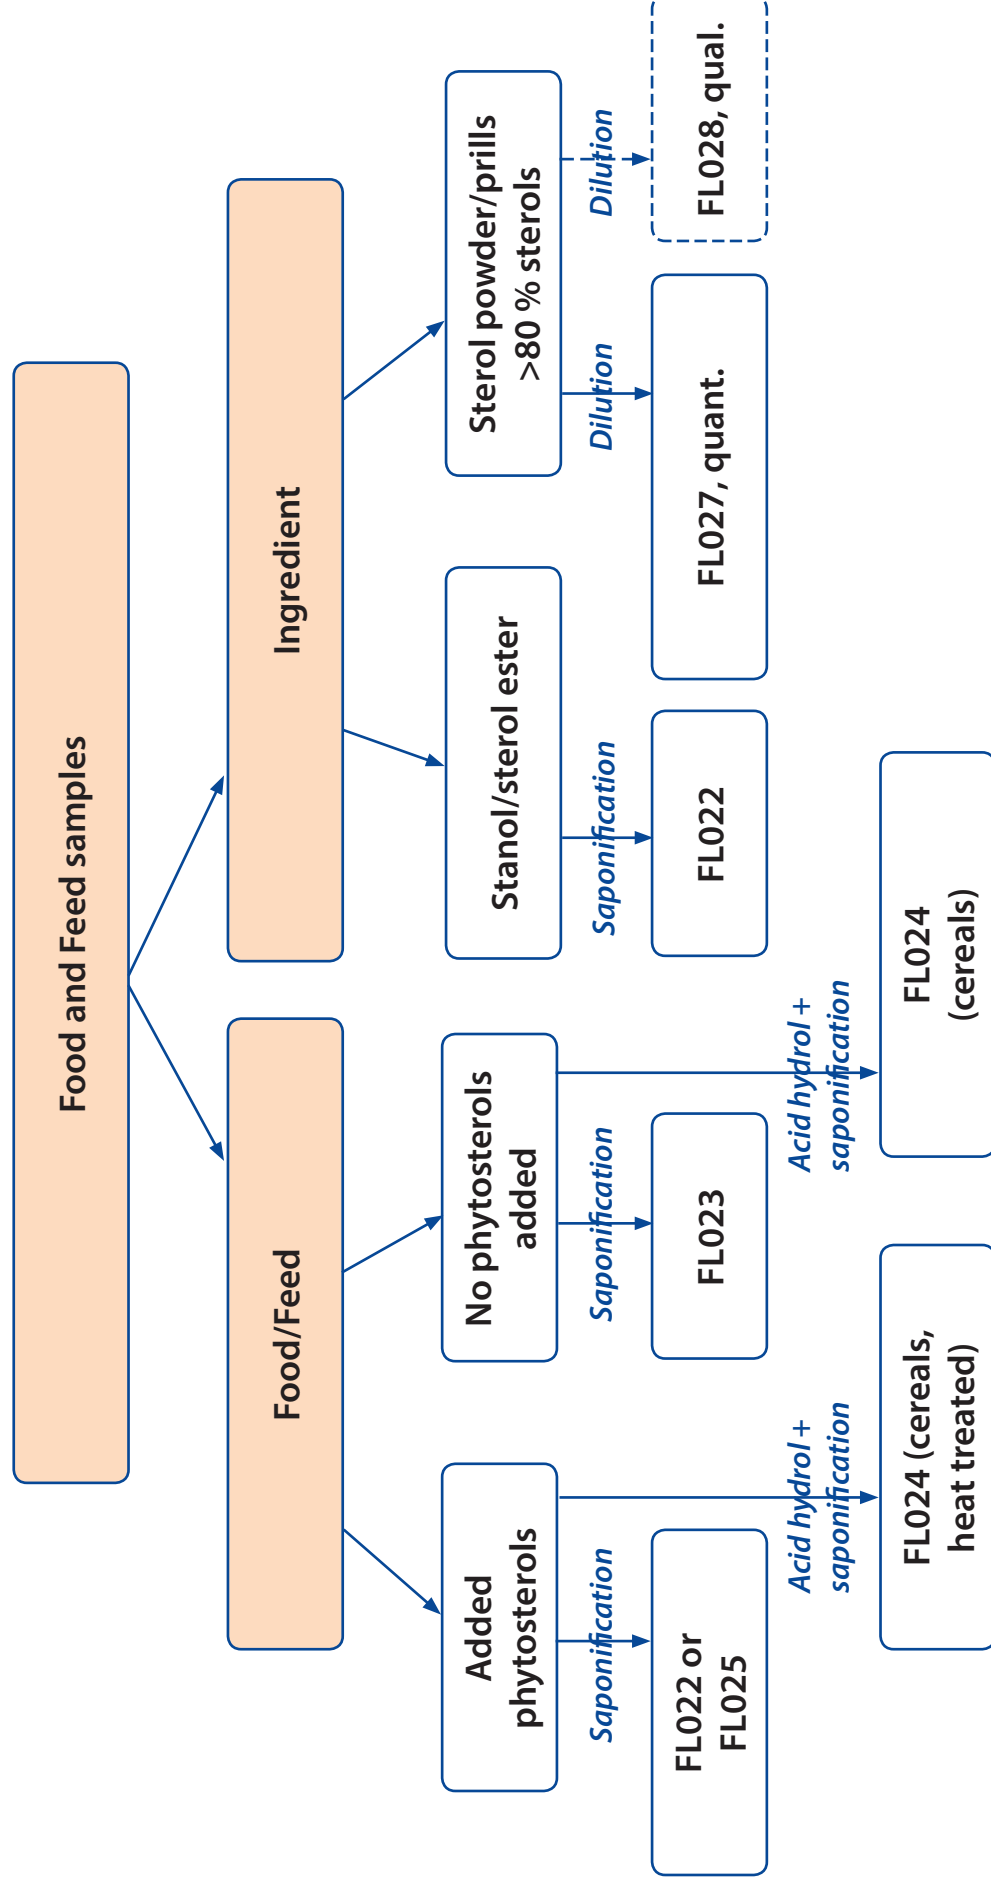 Food and Feed samples
Food/Feed
Ingredient
Added
phytosterols
No phytosterols
added
Stanol/sterol ester
Sterol powder/prills
>80 % sterols
Saponification
Saponification
Saponification
Dilution
Dilution
FL022 or
FL025
FL023
FL022
FL027, quant.
FL028, qual.
Acid hydrol +
saponification
Acid hydrol +
saponification
FL024 (cereals,
heat treated)
FL024
(cereals)